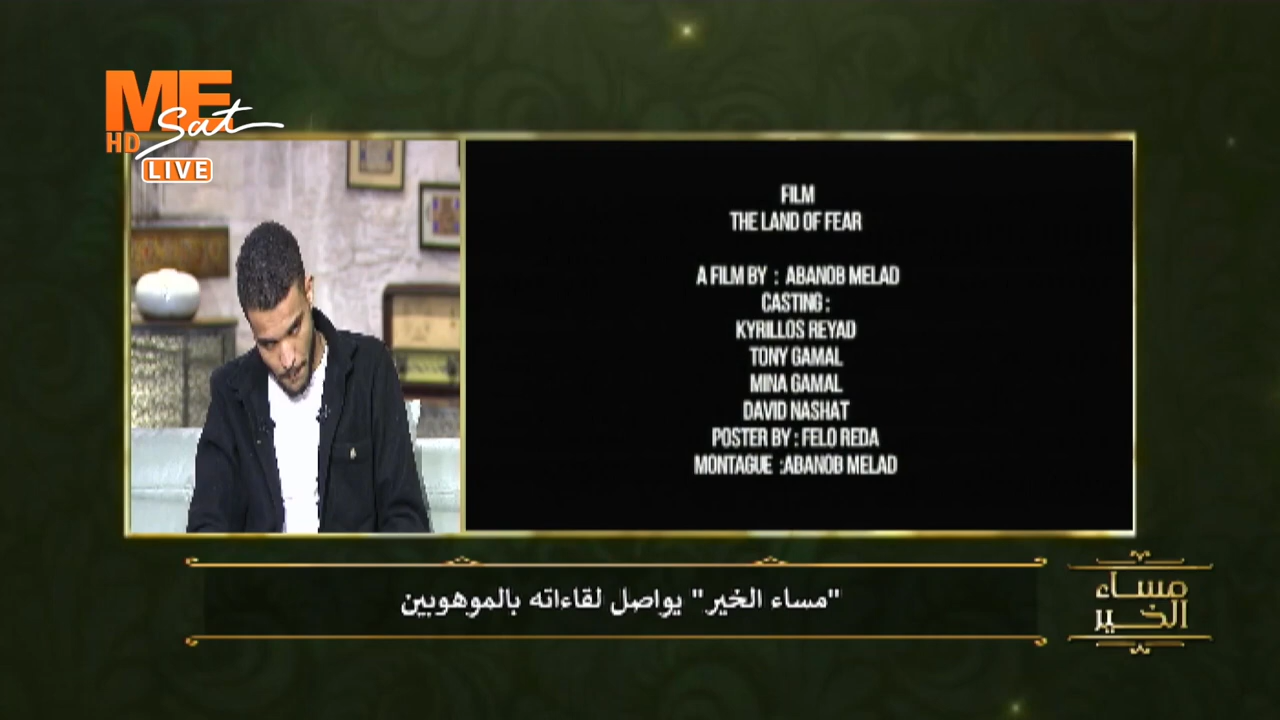 ME
Sat
HD
LIVE
FILM
THE LAND OF FEAR
A FILM BY : ABANOB MELAD
CASTING :
KYRILLOS REYAD
TONY GAMAL
MINA GAMAL
DAVID NASHAT
POSTER BY : FELO REDA
MONTAGUE :ABANOB MELAD
"مساء الخير" يواصل لقاءاته بالموهوبين
مساء
الخير